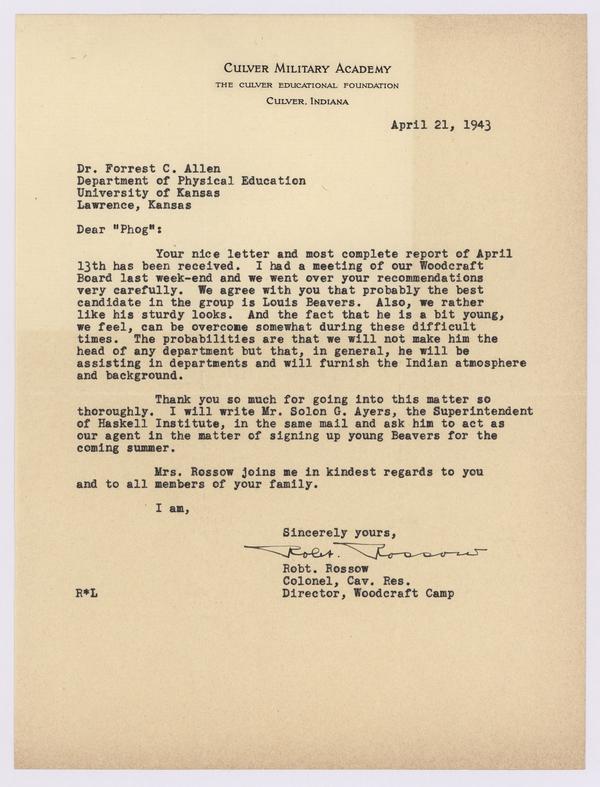 CULVER MILITARY ACADEMY
THE CULVER EDUCATIONAL FOUNDATION
CULVER, INDIANA
April 21, 1943
Dr. Forrest C. Allen
Department of Physical Education
University of Kansas
Lawrence, Kansas
Dear "Phog":
Your nice letter and most complete report of April
13th has been received. I had a meeting of our Woodcraft
Board last week-end and we went over your recommendations
very carefully. We agree with you that probably the best
candidate in the group is Louis Beavers. Also, we rather
like his sturdy looks. And the fact that he is a bit young,
we feel, can be overcome somewhat during these difficult
times. The probabilities are that we will not make him the
head of any department but that, in general, he will be
assisting in departments and will furnish the Indian atmosphere
and background.
Thank you so much for going into this matter so
thoroughly. I will write Mr. Solon G. Ayers, the Superintendent
of Haskell Institute, in the same mail and ask him to act as
our agent in the matter of signing up young Beavers for the
coming summer.
Mrs. Rossow joins me in kindest regards to you
and to all members of your family.
I am,
Sincerely yours,
Robt. Rossow
Robt. Rossow
Colonel, Cav. Res.
R*L Director, Woodcraft Camp